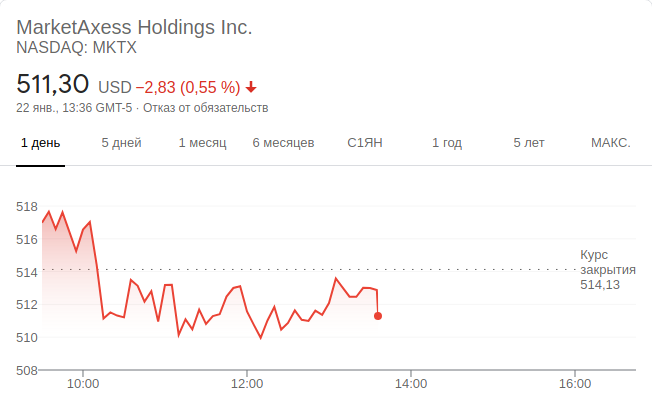 MarketAxess Holdings Inc.
NASDAQ: MKTX
511,30 USD −2,83 (0,55 %)
22 янв., 13:36 GMT-5 · Отказ от обязательств
1 день 5 дней 1 месяц 6 месяцев С1ЯН 1 год 5 лет МАКС.
518
516
514
512
510
508
Курс
закрытия
514,13
10:00 12:00 14:00 16:00